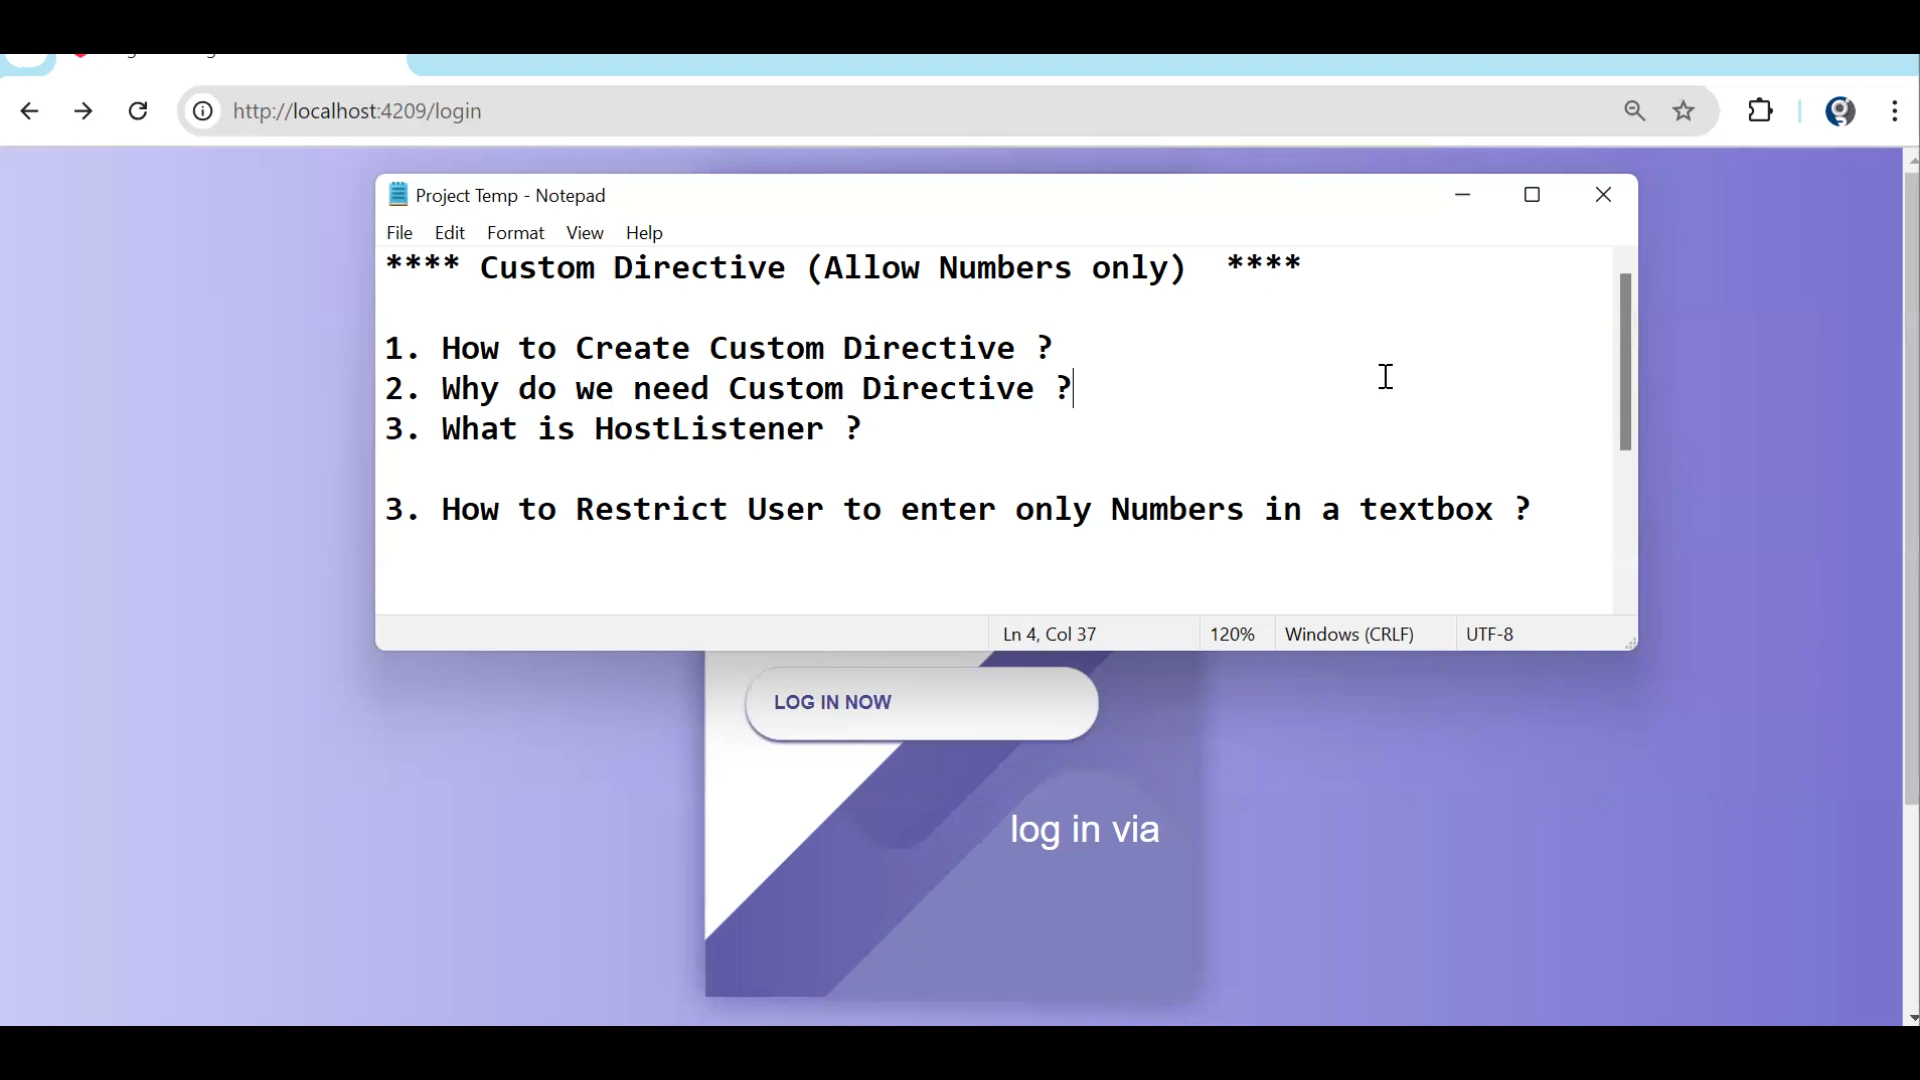 http://localhost:4209/login
Project Temp - Notepad
File Edit Format View Help
**** Custom Directive (Allow Numbers only) ****
1. How to Create Custom Directive ?
2. Why do we need Custom Directive ?
3. What is HostListener ?
3. How to Restrict User to enter only Numbers in a textbox ?
Ln 4, Col 37 120% Windows (CRLF) UTF-8
LOG IN NOW
log in via